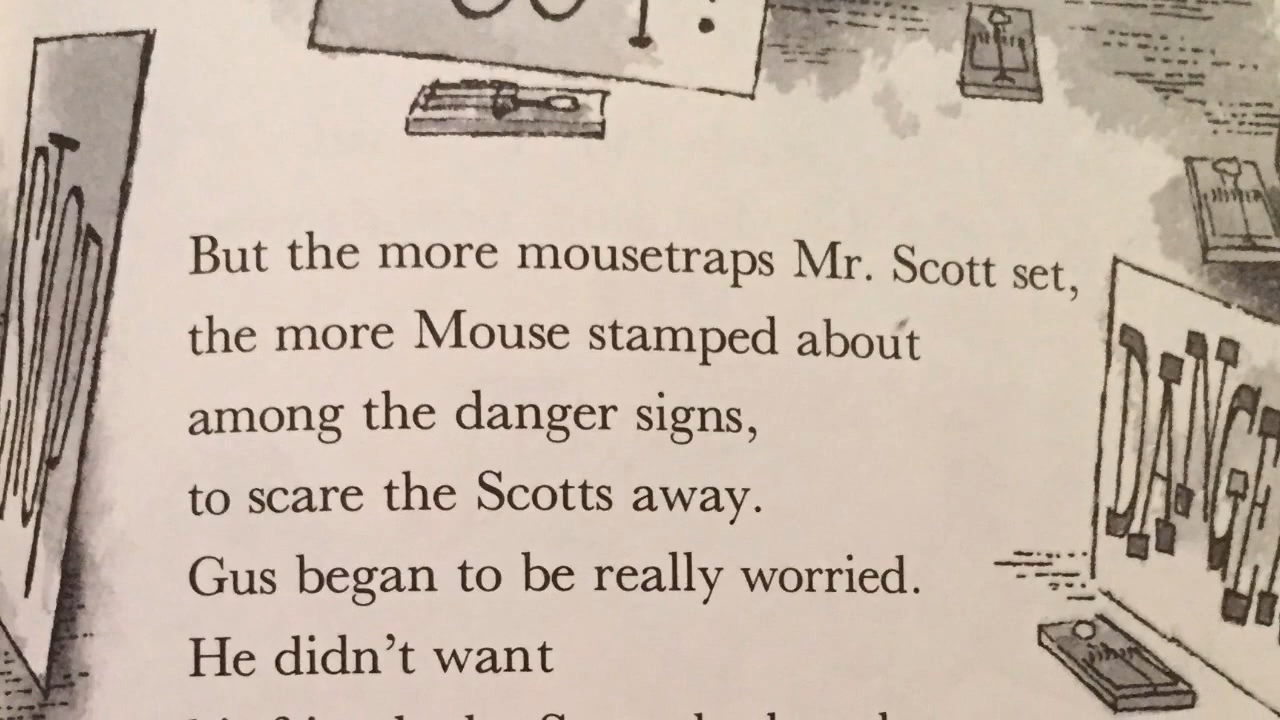 But the more mousetraps Mr. Scott set,
the more Mouse stamped about
among the danger signs,
to scare the Scotts away.
Gus began to be really worried.
He didn't want